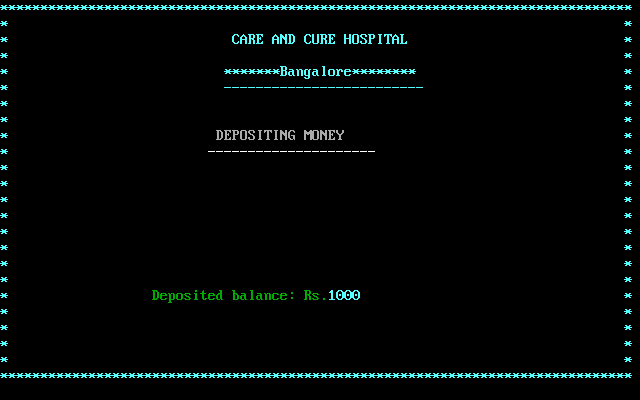 CARE AND CURE HOSPITAL
*******Bangalore********
-------------------------
DEPOSITING MONEY
---------------------
Deposited balance: Rs.1000